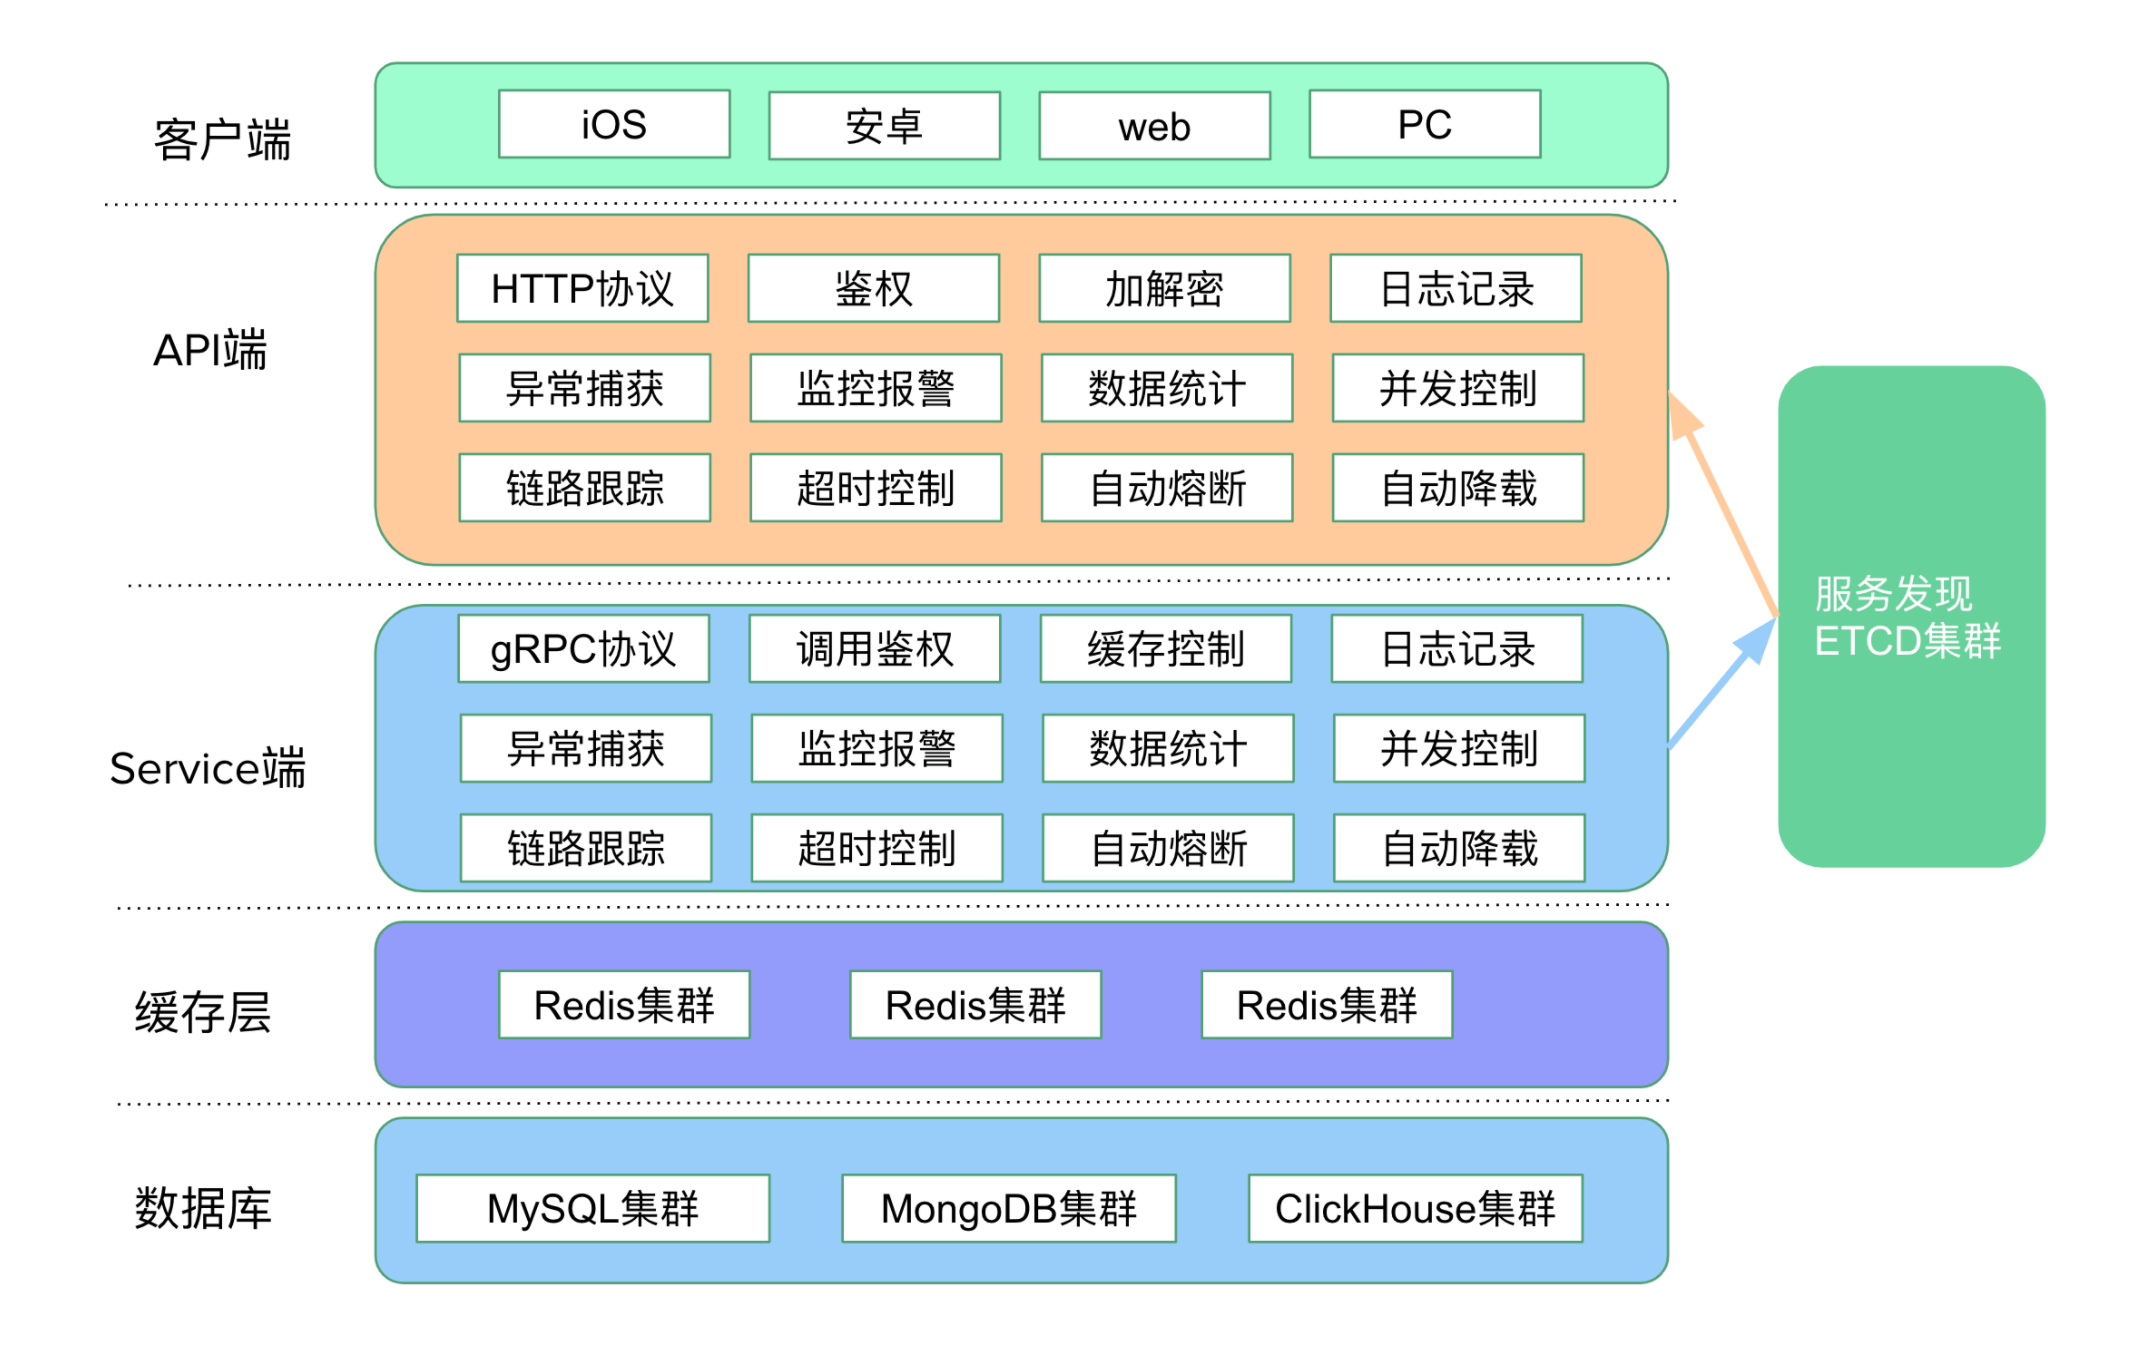 客户端
iOS
安卓
web
PC
API端
HTTP协议
鉴权
加解密
日志记录
异常捕获
监控报警
数据统计
并发控制
链路跟踪
超时控制
自动熔断
自动降载
服务发现
ETCD集群
Service端
gRPC协议
调用鉴权
缓存控制
日志记录
异常捕获
监控报警
数据统计
并发控制
链路跟踪
超时控制
自动熔断
自动降载
缓存层
Redis集群
Redis集群
Redis集群
数据库
MySQL集群
MongoDB集群
ClickHouse集群